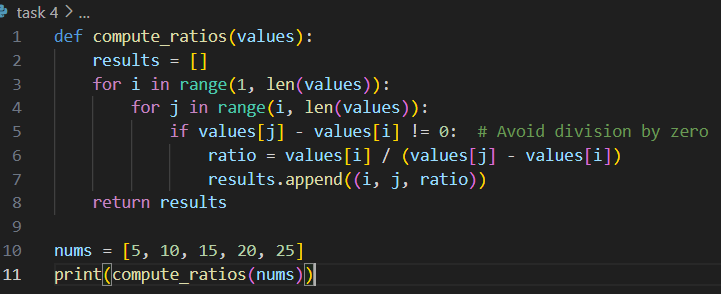 task 4 > ...
1 def compute_ratios(values):
2     results = []
3     for i in range(1, len(values)):
4         for j in range(i, len(values)):
5             if values[j] - values[i] != 0:  # Avoid division by zero
6                 ratio = values[i] / (values[j] - values[i])
7                 results.append((i, j, ratio))
8     return results
9
10 nums = [5, 10, 15, 20, 25]
11 print(compute_ratios(nums))